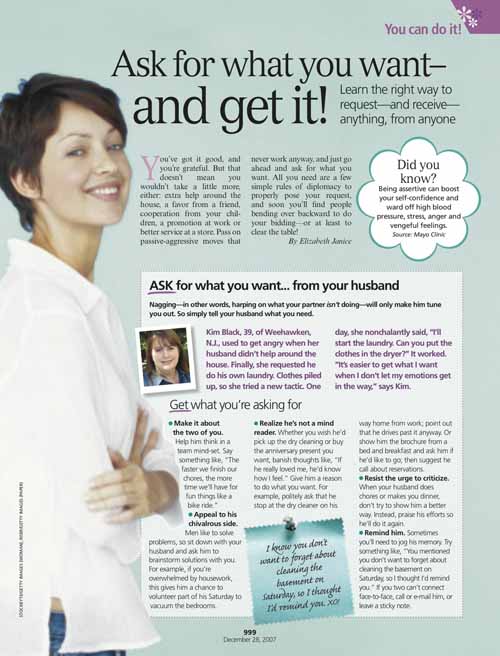 You can do it!
Ask for what you want–
and get it!
Learn the right way to
request—and receive—
anything, from anyone
You've got it good, and
you're grateful. But that
doesn't mean you
wouldn't take a little more,
either: extra help around the
house, a favor from a friend,
cooperation from your chil-
dren, a promotion at work or
better service at a store. Pass on
passive-aggressive moves that
never work anyway, and just go
ahead and ask for what you
want. All you need are a few
simple rules of diplomacy to
properly pose your request,
and soon you'll find people
bending over backward to do
your bidding—or at least to
clear the table!
By Elizabeth Janice
Did you
know?
Being assertive can boost
your self-confidence and
ward off high blood
pressure, stress, anger and
vengeful feelings.
Source: Mayo Clinic
ASK for what you want... from your husband
Nagging—in other words, harping on what your partner isn't doing—will only make him tune
you out. So simply tell your husband what you need.
Kim Black, 39, of Weehawken,
N.J., used to get angry when her
husband didn't help around the
house. Finally, she requested he
do his own laundry. Clothes piled
up, so she tried a new tactic. One
day, she nonchalantly said, "I'll
start the laundry. Can you put the
clothes in the dryer?" It worked.
"It's easier to get what I want
when I don't let my emotions get
in the way," says Kim.
Get what you're asking for
● Make it about
the two of you.
Help him think in a
team mind-set. Say
something like, "The
faster we finish our
chores, the more
time we'll have for
fun things like a
bike ride."
● Appeal to his
chivalrous side.
Men like to solve
problems, so sit down with your
husband and ask him to
brainstorm solutions with you.
For example, if you're
overwhelmed by housework,
this gives him a chance to
volunteer part of his Saturday to
vacuum the bedrooms.
● Realize he's not a mind
reader. Whether you wish he'd
pick up the dry cleaning or buy
the anniversary present you
want, banish thoughts like, "If
he really loved me, he'd know
how I feel." Give him a reason
to do what you want. For
example, politely ask that he
stop at the dry cleaner on his
way home from work; point out
that he drives past it anyway. Or
show him the brochure from a
bed and breakfast and ask him if
he'd like to go; then suggest he
call about reservations.
● Resist the urge to criticize.
When your husband does
chores or makes you dinner,
don't try to show him a better
way. Instead, praise his efforts so
he'll do it again.
● Remind him. Sometimes
you'll need to jog his memory. Try
something like, "You mentioned
you don't want to forget about
cleaning the basement on
Saturday, so I thought I'd remind
you." If you two can't connect
face-to-face, call or e-mail him, or
leave a sticky note.
I know you don't
want to forget about
cleaning the
basement on
Saturday, so I thought
I'd remind you. XO!
999
December 28, 2007